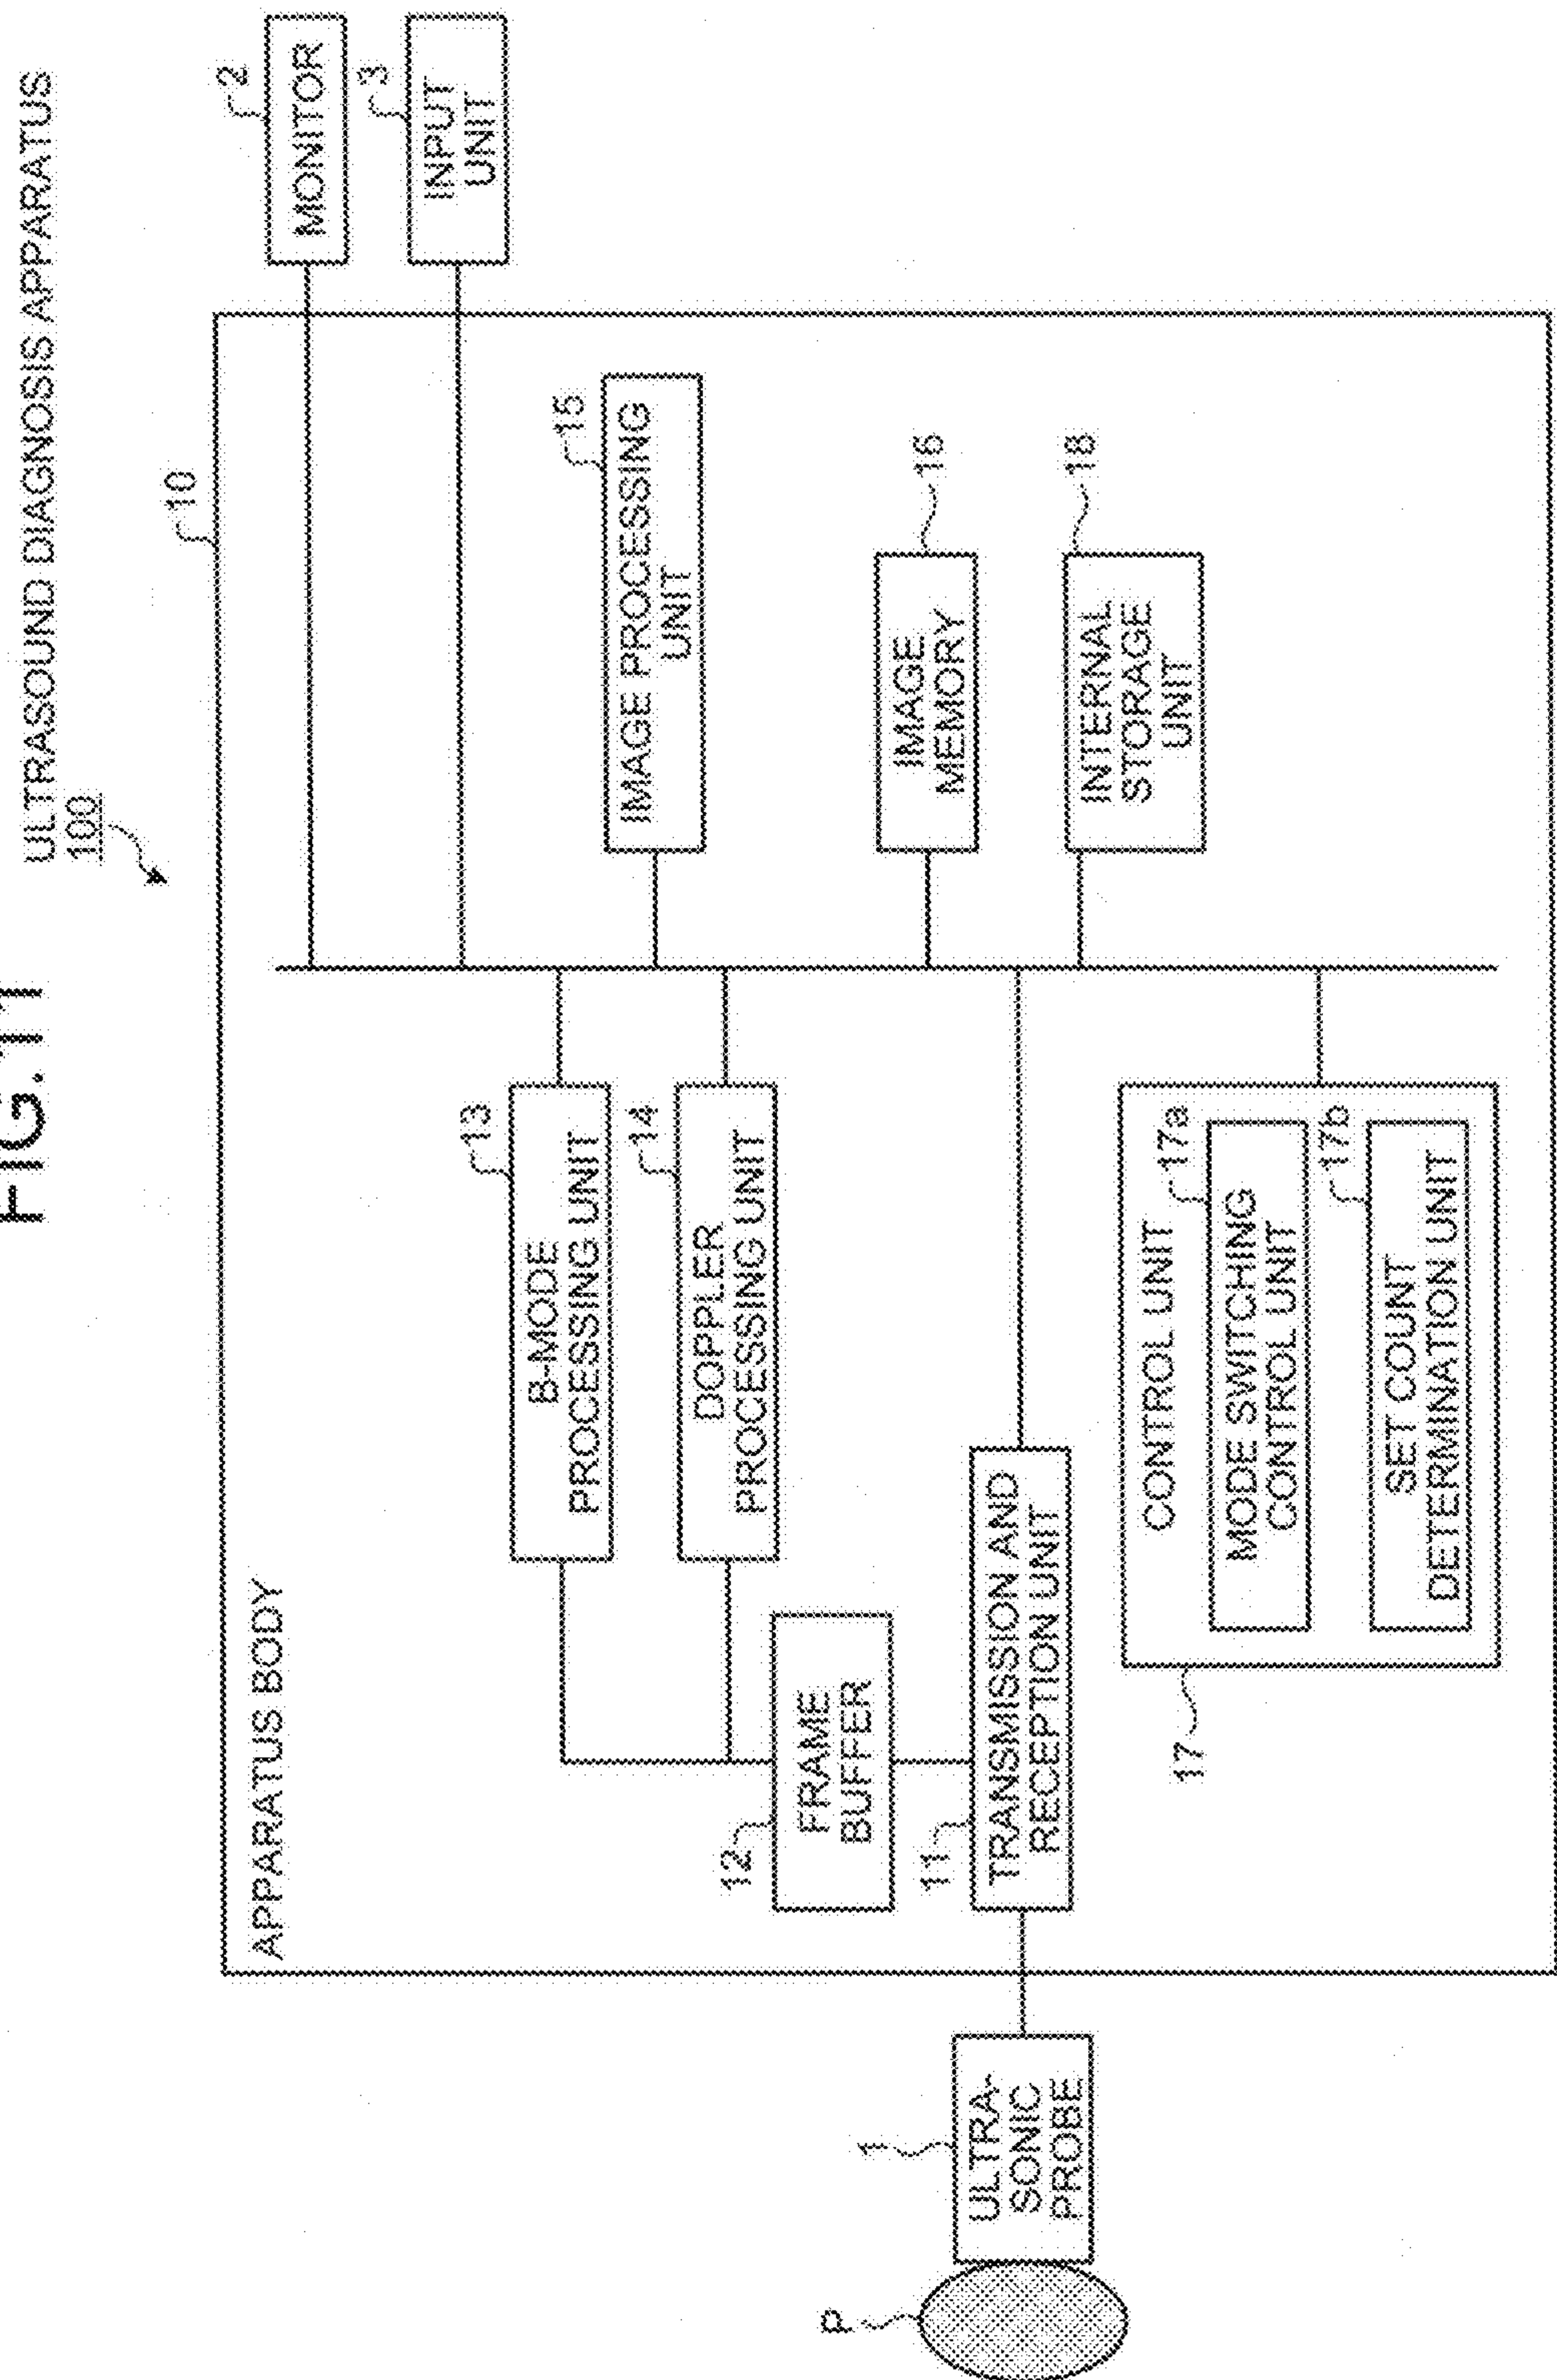 FIG. 11
ULTRASOUND DIAGNOSIS APPARATUS
100
10
APPARATUS BODY
2
MONITOR
3
INPUT
UNIT
13
B-MODE
PROCESSING UNIT
14
DOPPLER
PROCESSING UNIT
15
IMAGE PROCESSING
UNIT
12
FRAME
BUFFER
16
IMAGE
MEMORY
11
TRANSMISSION AND
RECEPTION UNIT
18
INTERNAL
STORAGE
UNIT
P
1
ULTRA-
SONIC
PROBE
17
CONTROL UNIT
17a
MODE SWITCHING
CONTROL UNIT
17b
SET COUNT
DETERMINATION UNIT